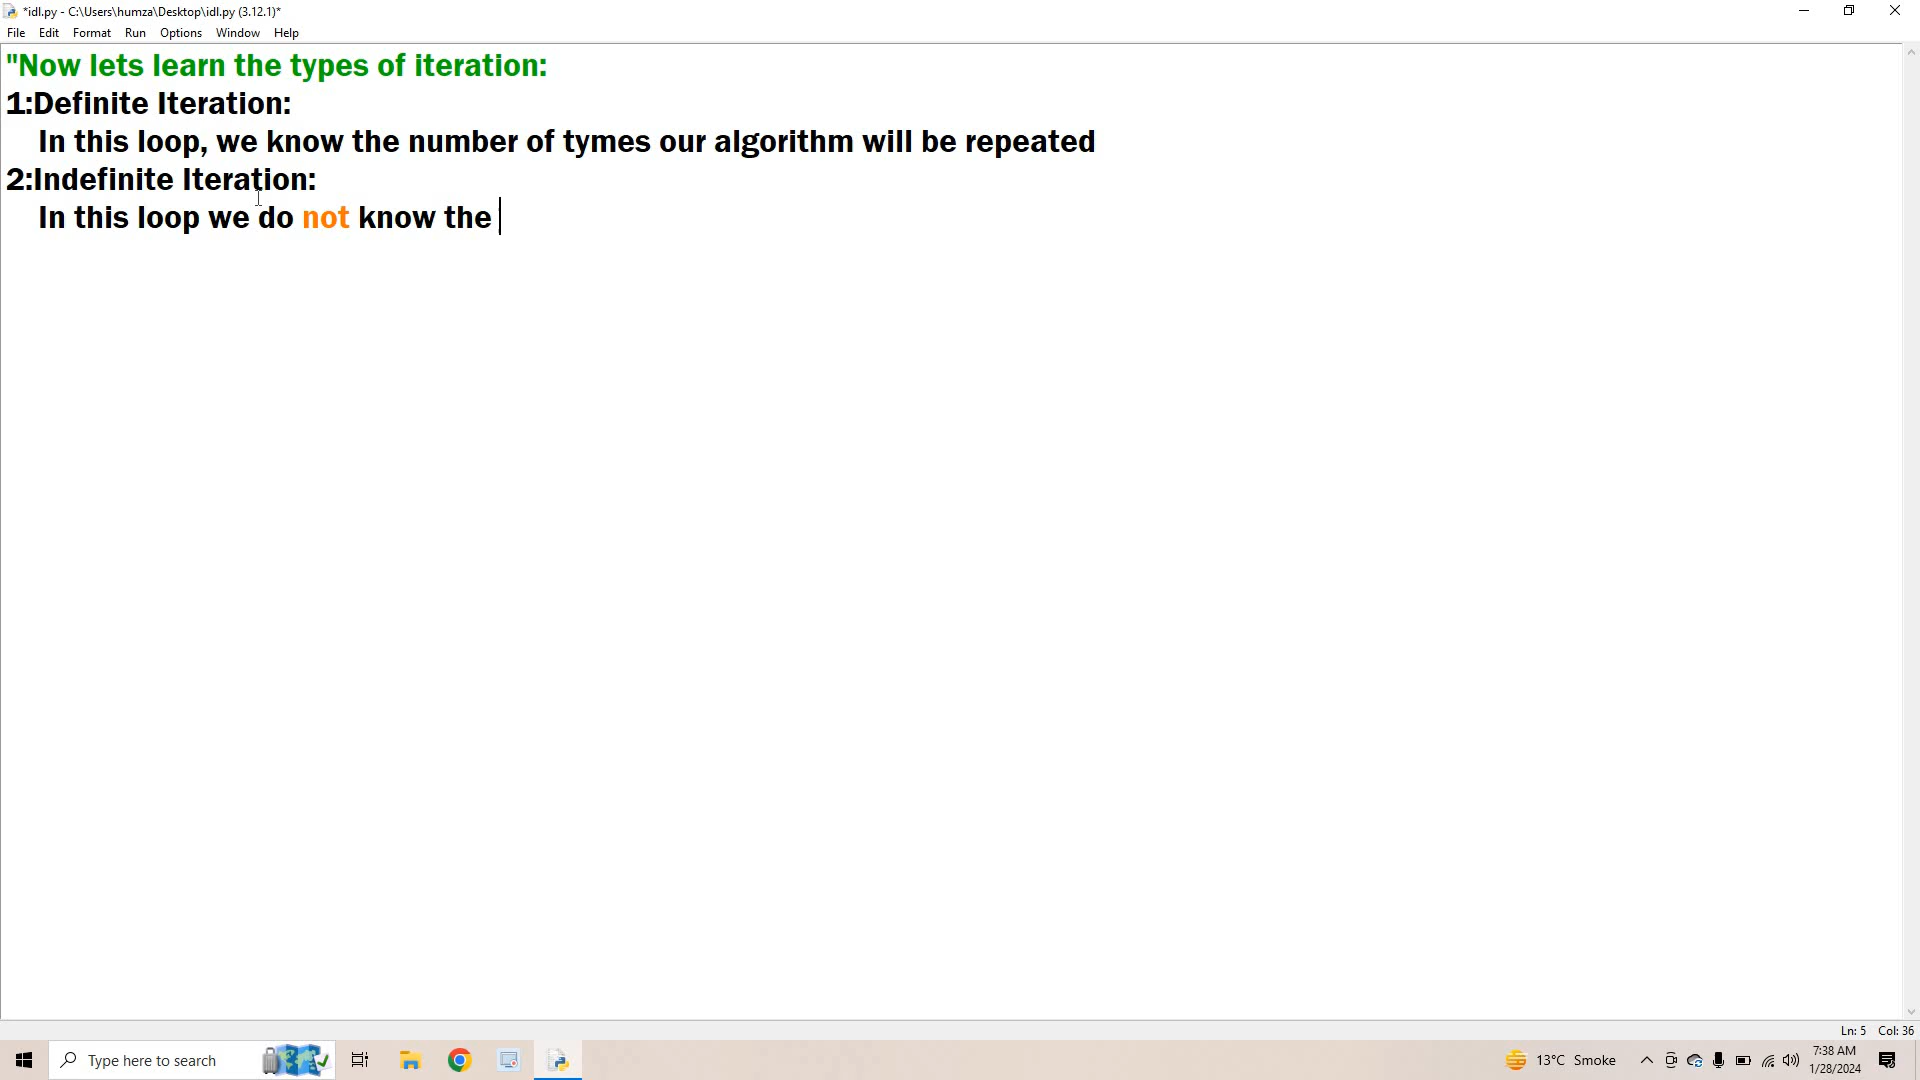 *idl.py - C:\Users\humza\Desktop\idl.py (3.12.1)*
File Edit Format Run Options Window Help
"Now lets learn the types of iteration:
1:Definite Iteration:
In this loop, we know the number of tymes our algorithm will be repeated
2:Indefinite Iteration:
In this loop we do not know the
Ln: 5 Col: 36
Type here to search
13°C Smoke
7:38 AM
1/28/2024